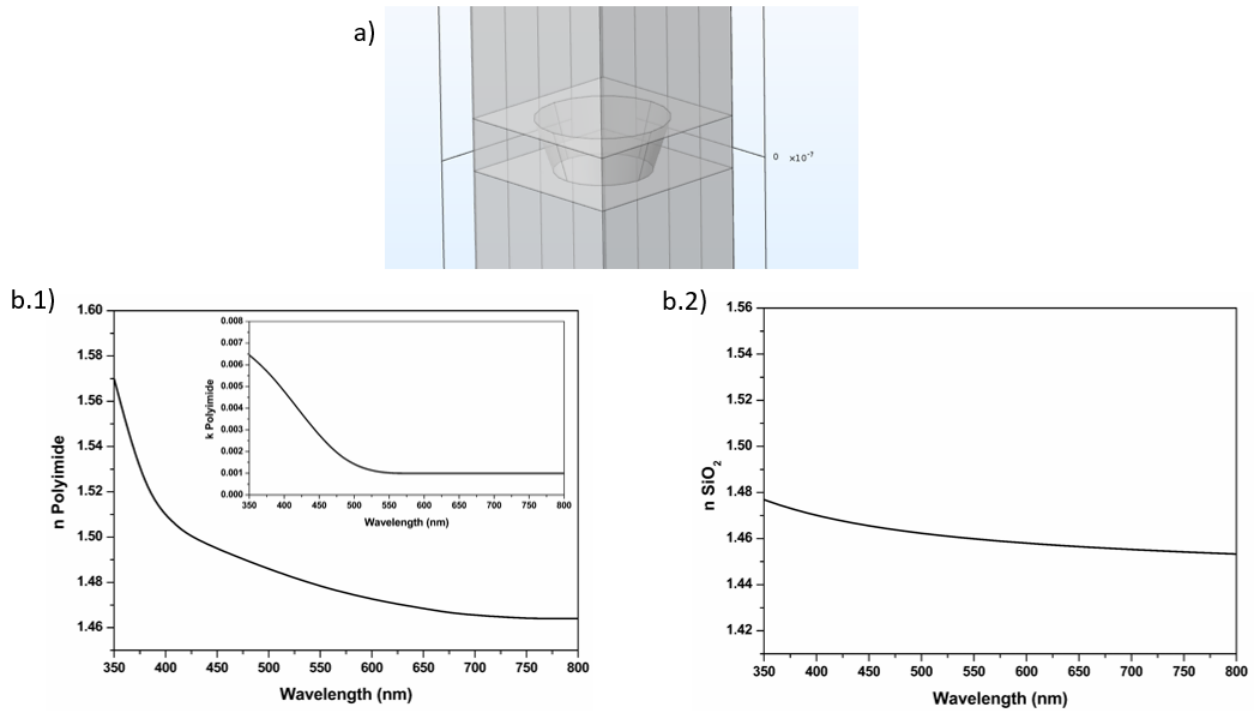 a)
0 ×10⁻⁷
b.1)
1.60
1.58
1.56
1.54
1.52
1.50
1.48
1.46
n Polyimide
350 400 450 500 550 600 650 700 750 800
Wavelength (nm)
0.008
0.007
0.006
0.005
0.004
0.003
0.002
0.001
0.000
k Polyimide
350 400 450 500 550 600 650 700 750 800
Wavelength (nm)
b.2)
1.56
1.54
1.52
1.50
1.48
1.46
1.44
1.42
n SiO₂
350 400 450 500 550 600 650 700 750 800
Wavelength (nm)